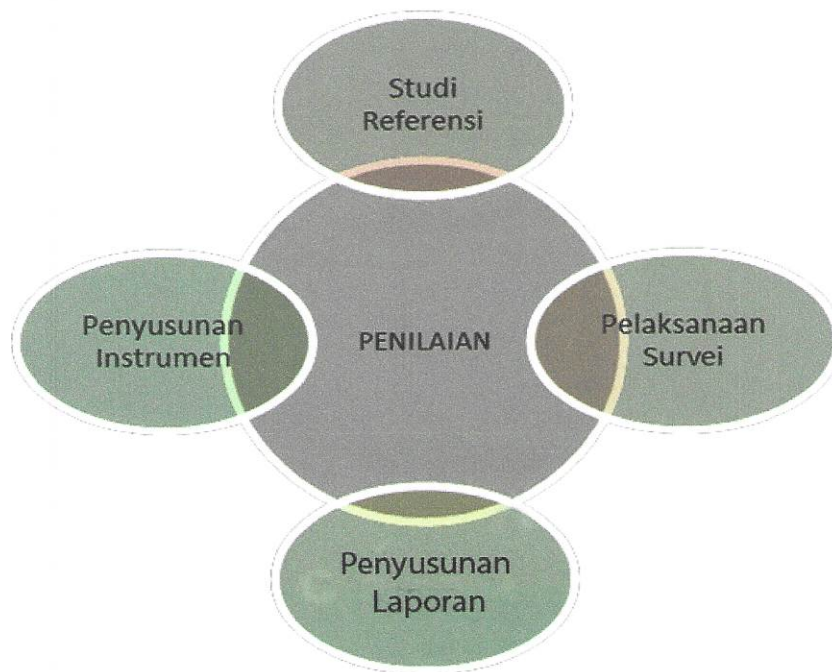 Studi
Referensi
Penyusunan
Instrumen
PENILAIAN
Pelaksanaan
Survei
Penyusunan
Laporan